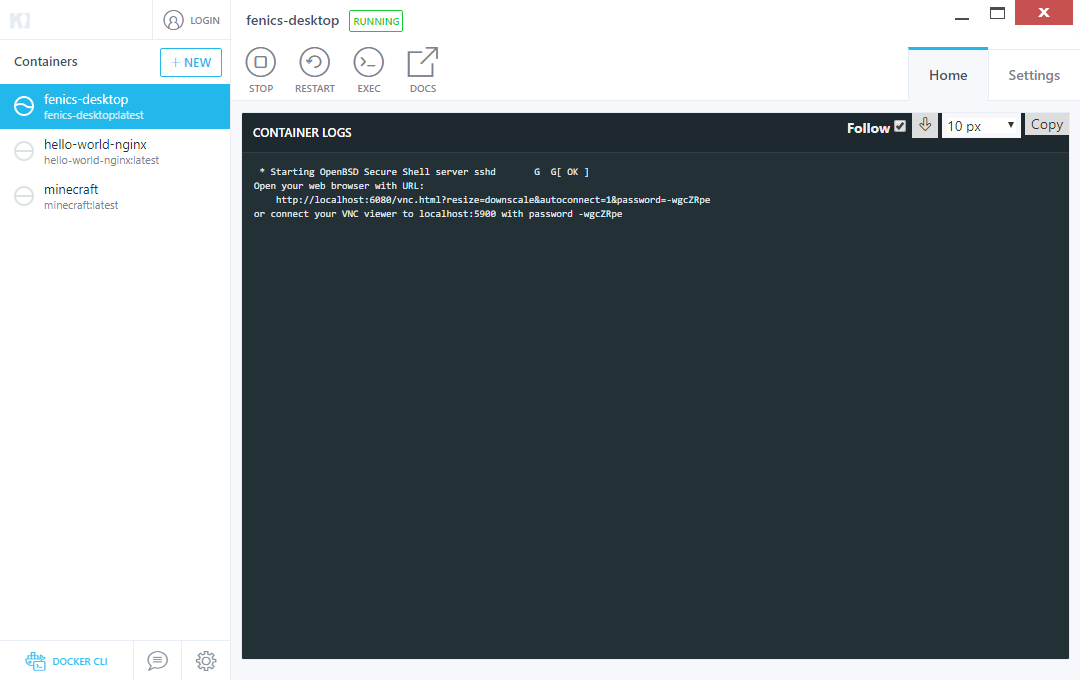 LOGIN
fenics-desktop RUNNING
Containers
+ NEW
STOP RESTART EXEC DOCS
Home Settings
fenics-desktop
fenics-desktop:latest
hello-world-nginx
hello-world-nginx:latest
minecraft
minecraft:latest
CONTAINER LOGS Follow 10 px Copy
* Starting OpenBSD Secure Shell server sshd G G[ OK ]
Open your web browser with URL:
http://localhost:6080/vnc.html?resize=downscale&autoconnect=1&password=-wgcZRpe
or connect your VNC viewer to localhost:5900 with password -wgcZRpe
DOCKER CLI